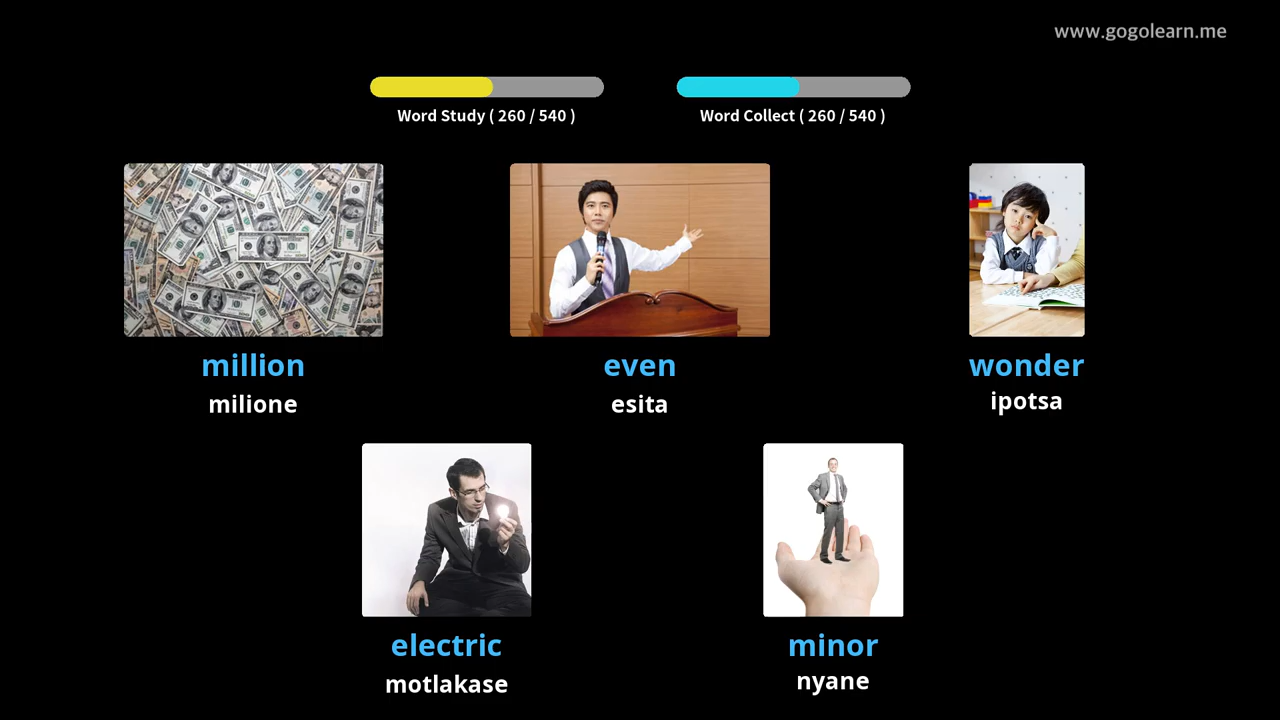 www.gogolearn.me
Word Study ( 260 / 540 )
Word Collect ( 260 / 540 )
million
milione
even
esita
wonder
ipotsa
electric
motlakase
minor
nyane